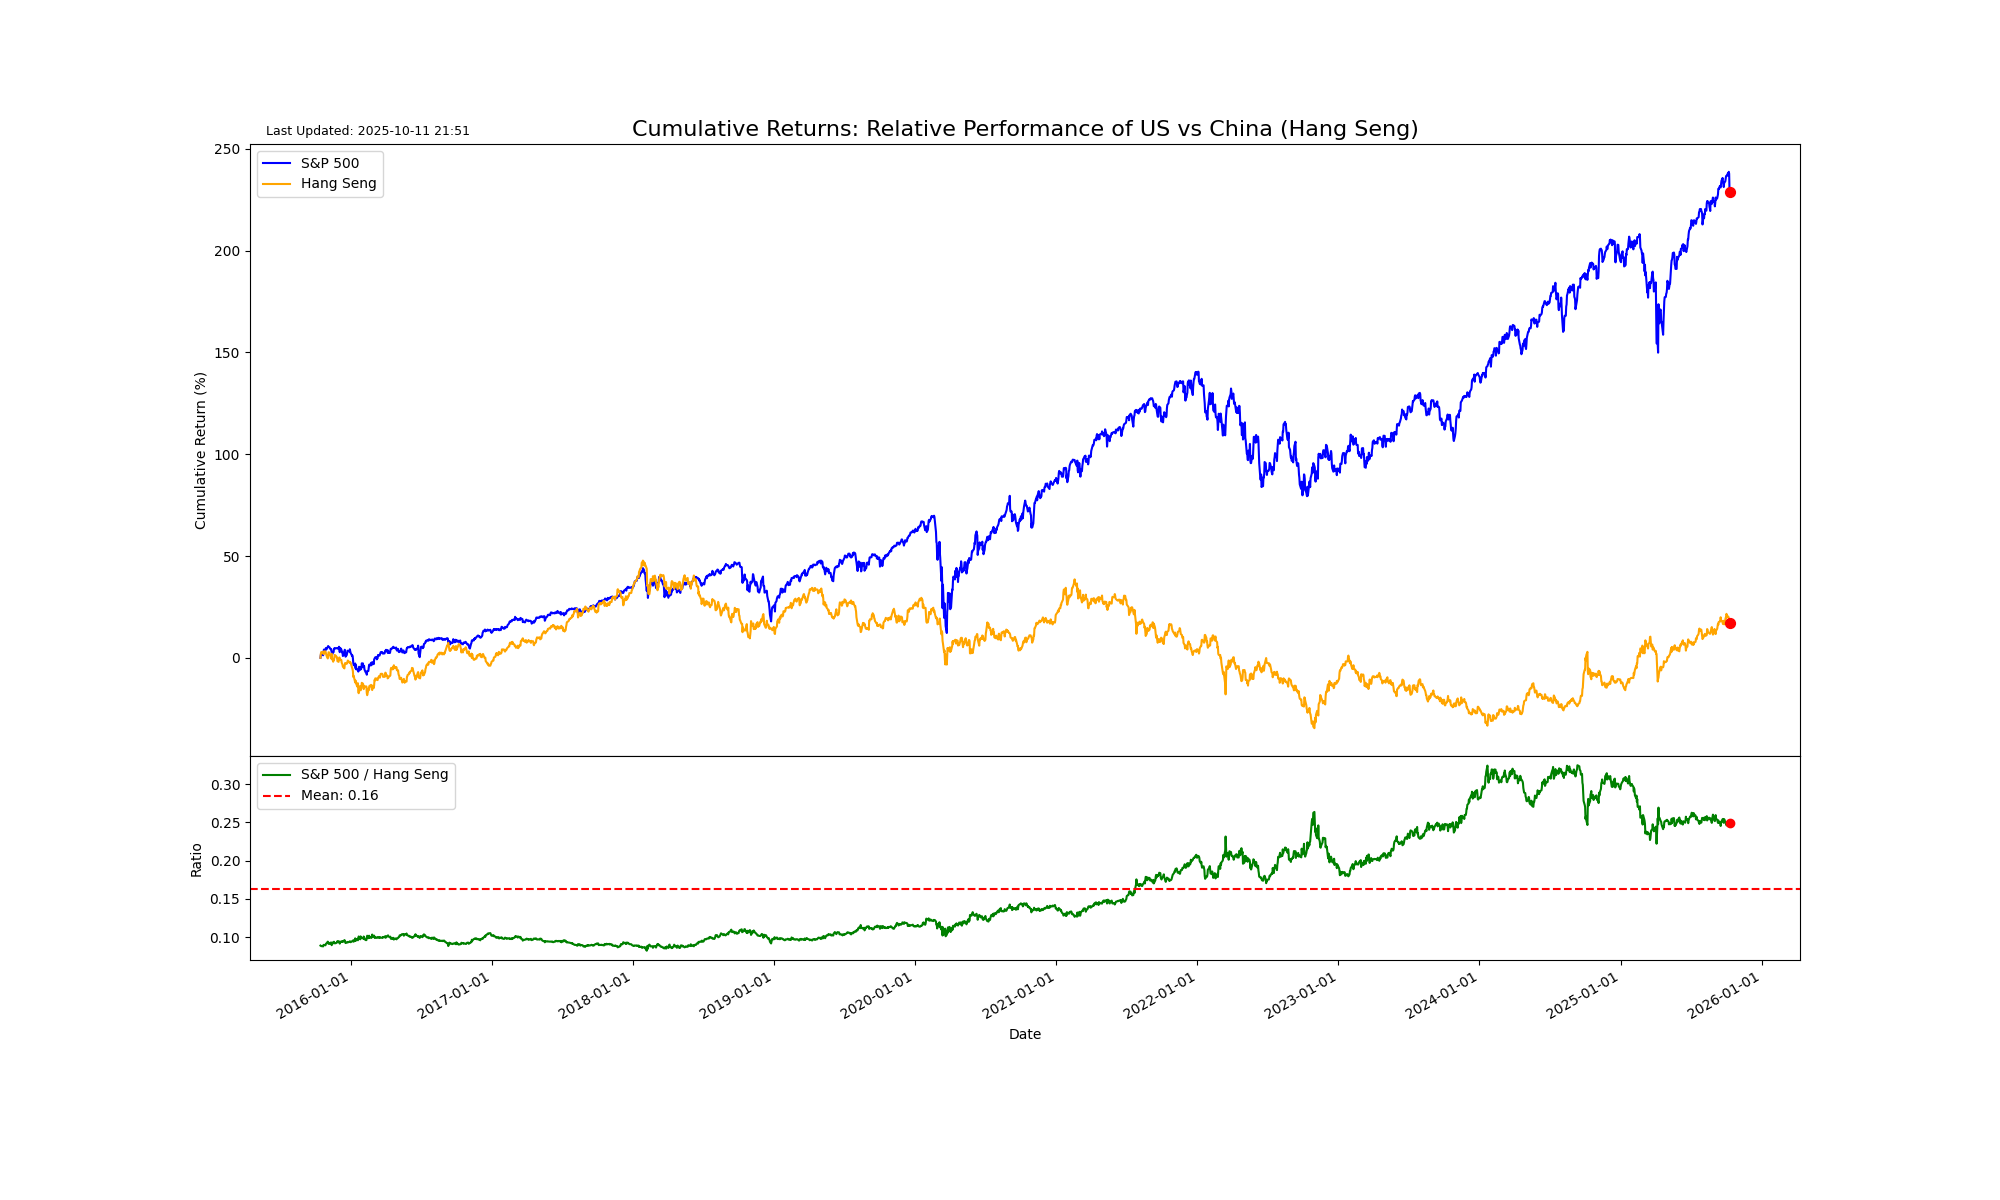 Last Updated: 2025-10-11 21:51
Cumulative Returns: Relative Performance of US vs China (Hang Seng)
S&P 500
Hang Seng
250
200
150
100
50
0
Cumulative Return (%)
S&P 500 / Hang Seng
Mean: 0.16
0.30
0.25
0.20
0.15
0.10
Ratio
2016-01-01
2017-01-01
2018-01-01
2019-01-01
2020-01-01
2021-01-01
2022-01-01
2023-01-01
2024-01-01
2025-01-01
2026-01-01
Date